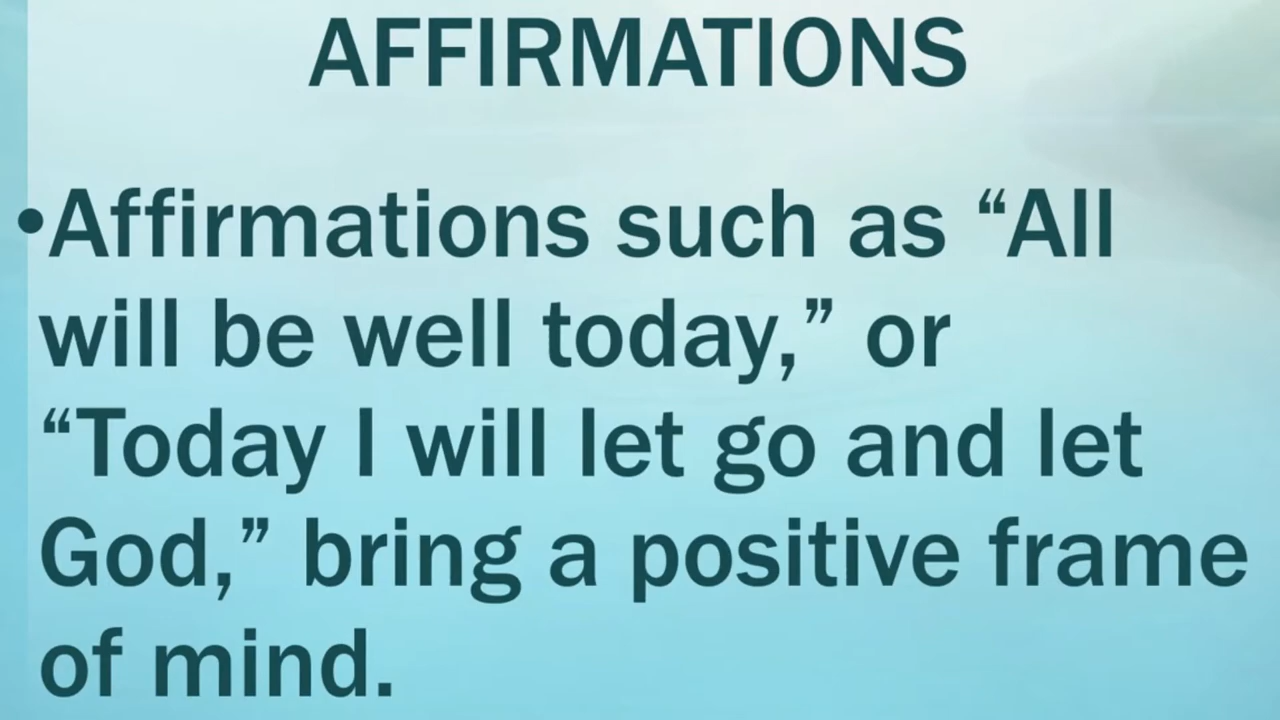 AFFIRMATIONS
•Affirmations such as “All
will be well today,” or
“Today I will let go and let
God,” bring a positive frame
of mind.